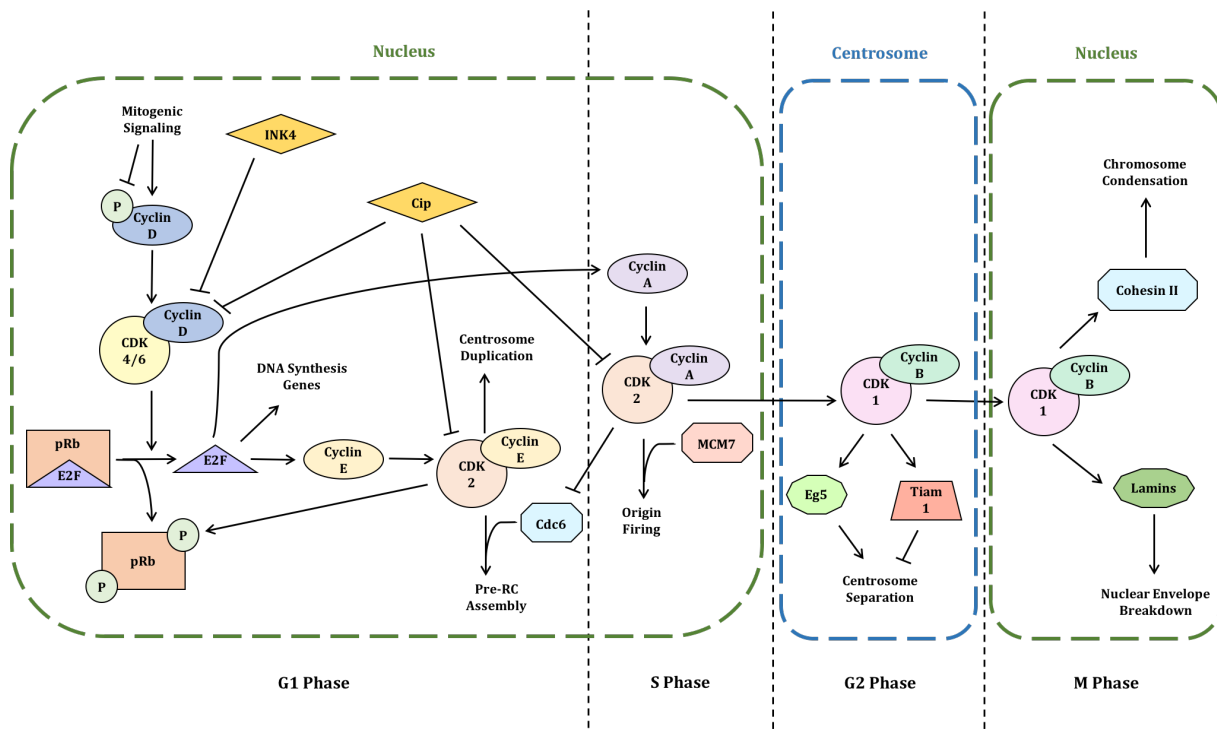 Nucleus
Centrosome
Nucleus
Mitogenic
Signaling
INK4
P
Cyclin
D
Cip
Cyclin
D
CDK
4/6
Cyclin
A
Cyclin
A
CDK
2
Centrosome
Duplication
DNA Synthesis
Genes
pRb
E2F
E2F
Cyclin
E
Cyclin
E
CDK
2
MCM7
Cdc6
Origin
Firing
P
pRb
P
Pre-RC
Assembly
Cyclin
B
CDK
1
Eg5
Tiam
1
Centrosome
Separation
Chromosome
Condensation
Cohesin II
Cyclin
B
CDK
1
Lamins
Nuclear Envelope
Breakdown
G1 Phase
S Phase
G2 Phase
M Phase